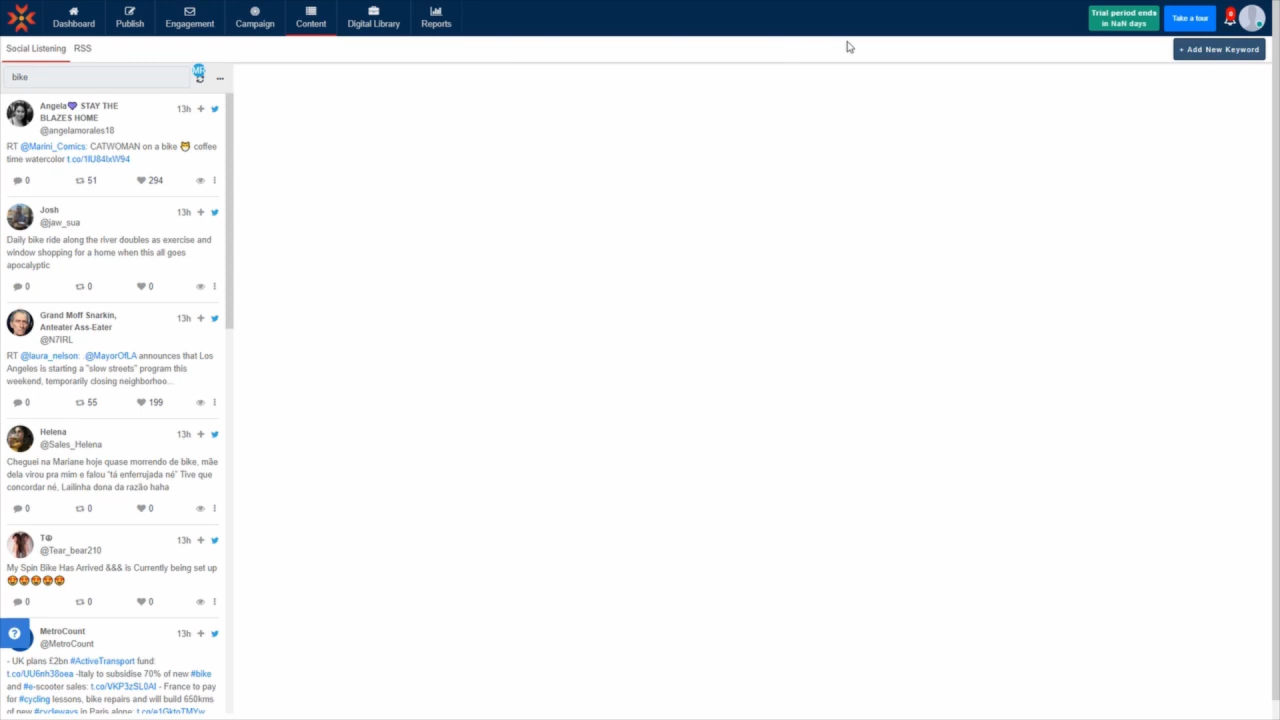 Dashboard
Publish
Engagement
Campaign
Content
Digital Library
Reports
Trial period ends
in NaN days
Take a tour
Social Listening RSS
+ Add New Keyword
bike
...
Angela💜 STAY THE
BLAZES HOME
@angelamorales18
13h
RT @Marini_Comics: CATWOMAN on a bike 😺 coffee
time watercolor
0 51 294
Josh
@jaw_sua
13h
Daily bike ride along the river doubles as exercise and
window shopping for a home when this all goes
apocalyptic
0 0 0
Grand Moff Snarkin,
Anteater Ass-Eater
@N7IRL
13h
RT @laura_nelson: .@MayorOfLA announces that Los
Angeles is starting a "slow streets" program this
weekend, temporarily closing neighborhoo...
0 55 199
Helena
@Sales_Helena
13h
Cheguei na Mariane hoje quase morrendo de bike, mãe
dela virou pra mim e falou “tá enferrujada né” Tive que
concordar né, Lailinha dona da razão haha
0 0 0
T☮
@Tear_bear210
13h
My Spin Bike Has Arrived &&& is Currently being set up
😍😍😍😍😍
0 0 0
MetroCount
@MetroCount
13h
- UK plans £2bn #ActiveTransport fund:
t.co/UU6nh38oea -Italy to subsidise 70% of new #bike
and #e-scooter sales: t.co/VKP3zSL0AI - France to pay
for #cycling lessons, bike repairs and will build 650kms
of new #cycleways in Paris alone: